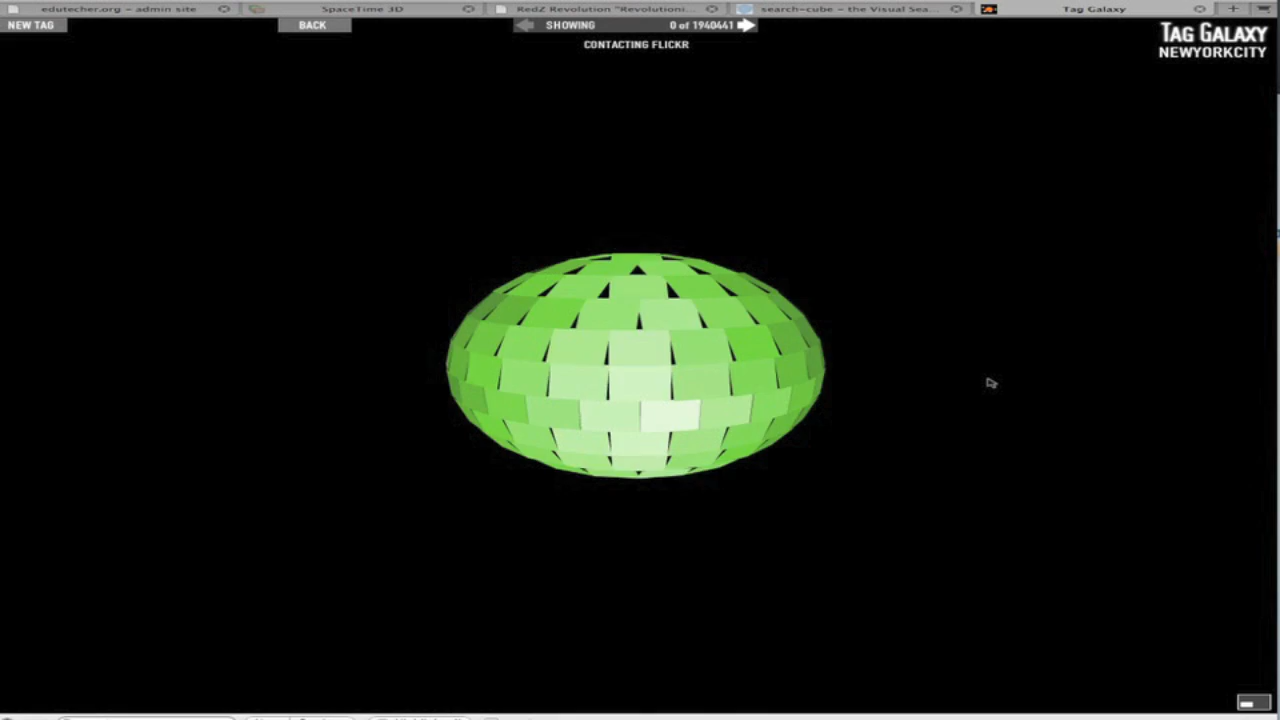 edutecher.org - admin site
SpaceTime 3D
RedZ Revolution "Revolutioni...
search-cube - the Visual Sea...
Tag Galaxy
NEW TAG
BACK
SHOWING 0 of 1940441
CONTACTING FLICKR
TAG GALAXY
NEWYORKCITY